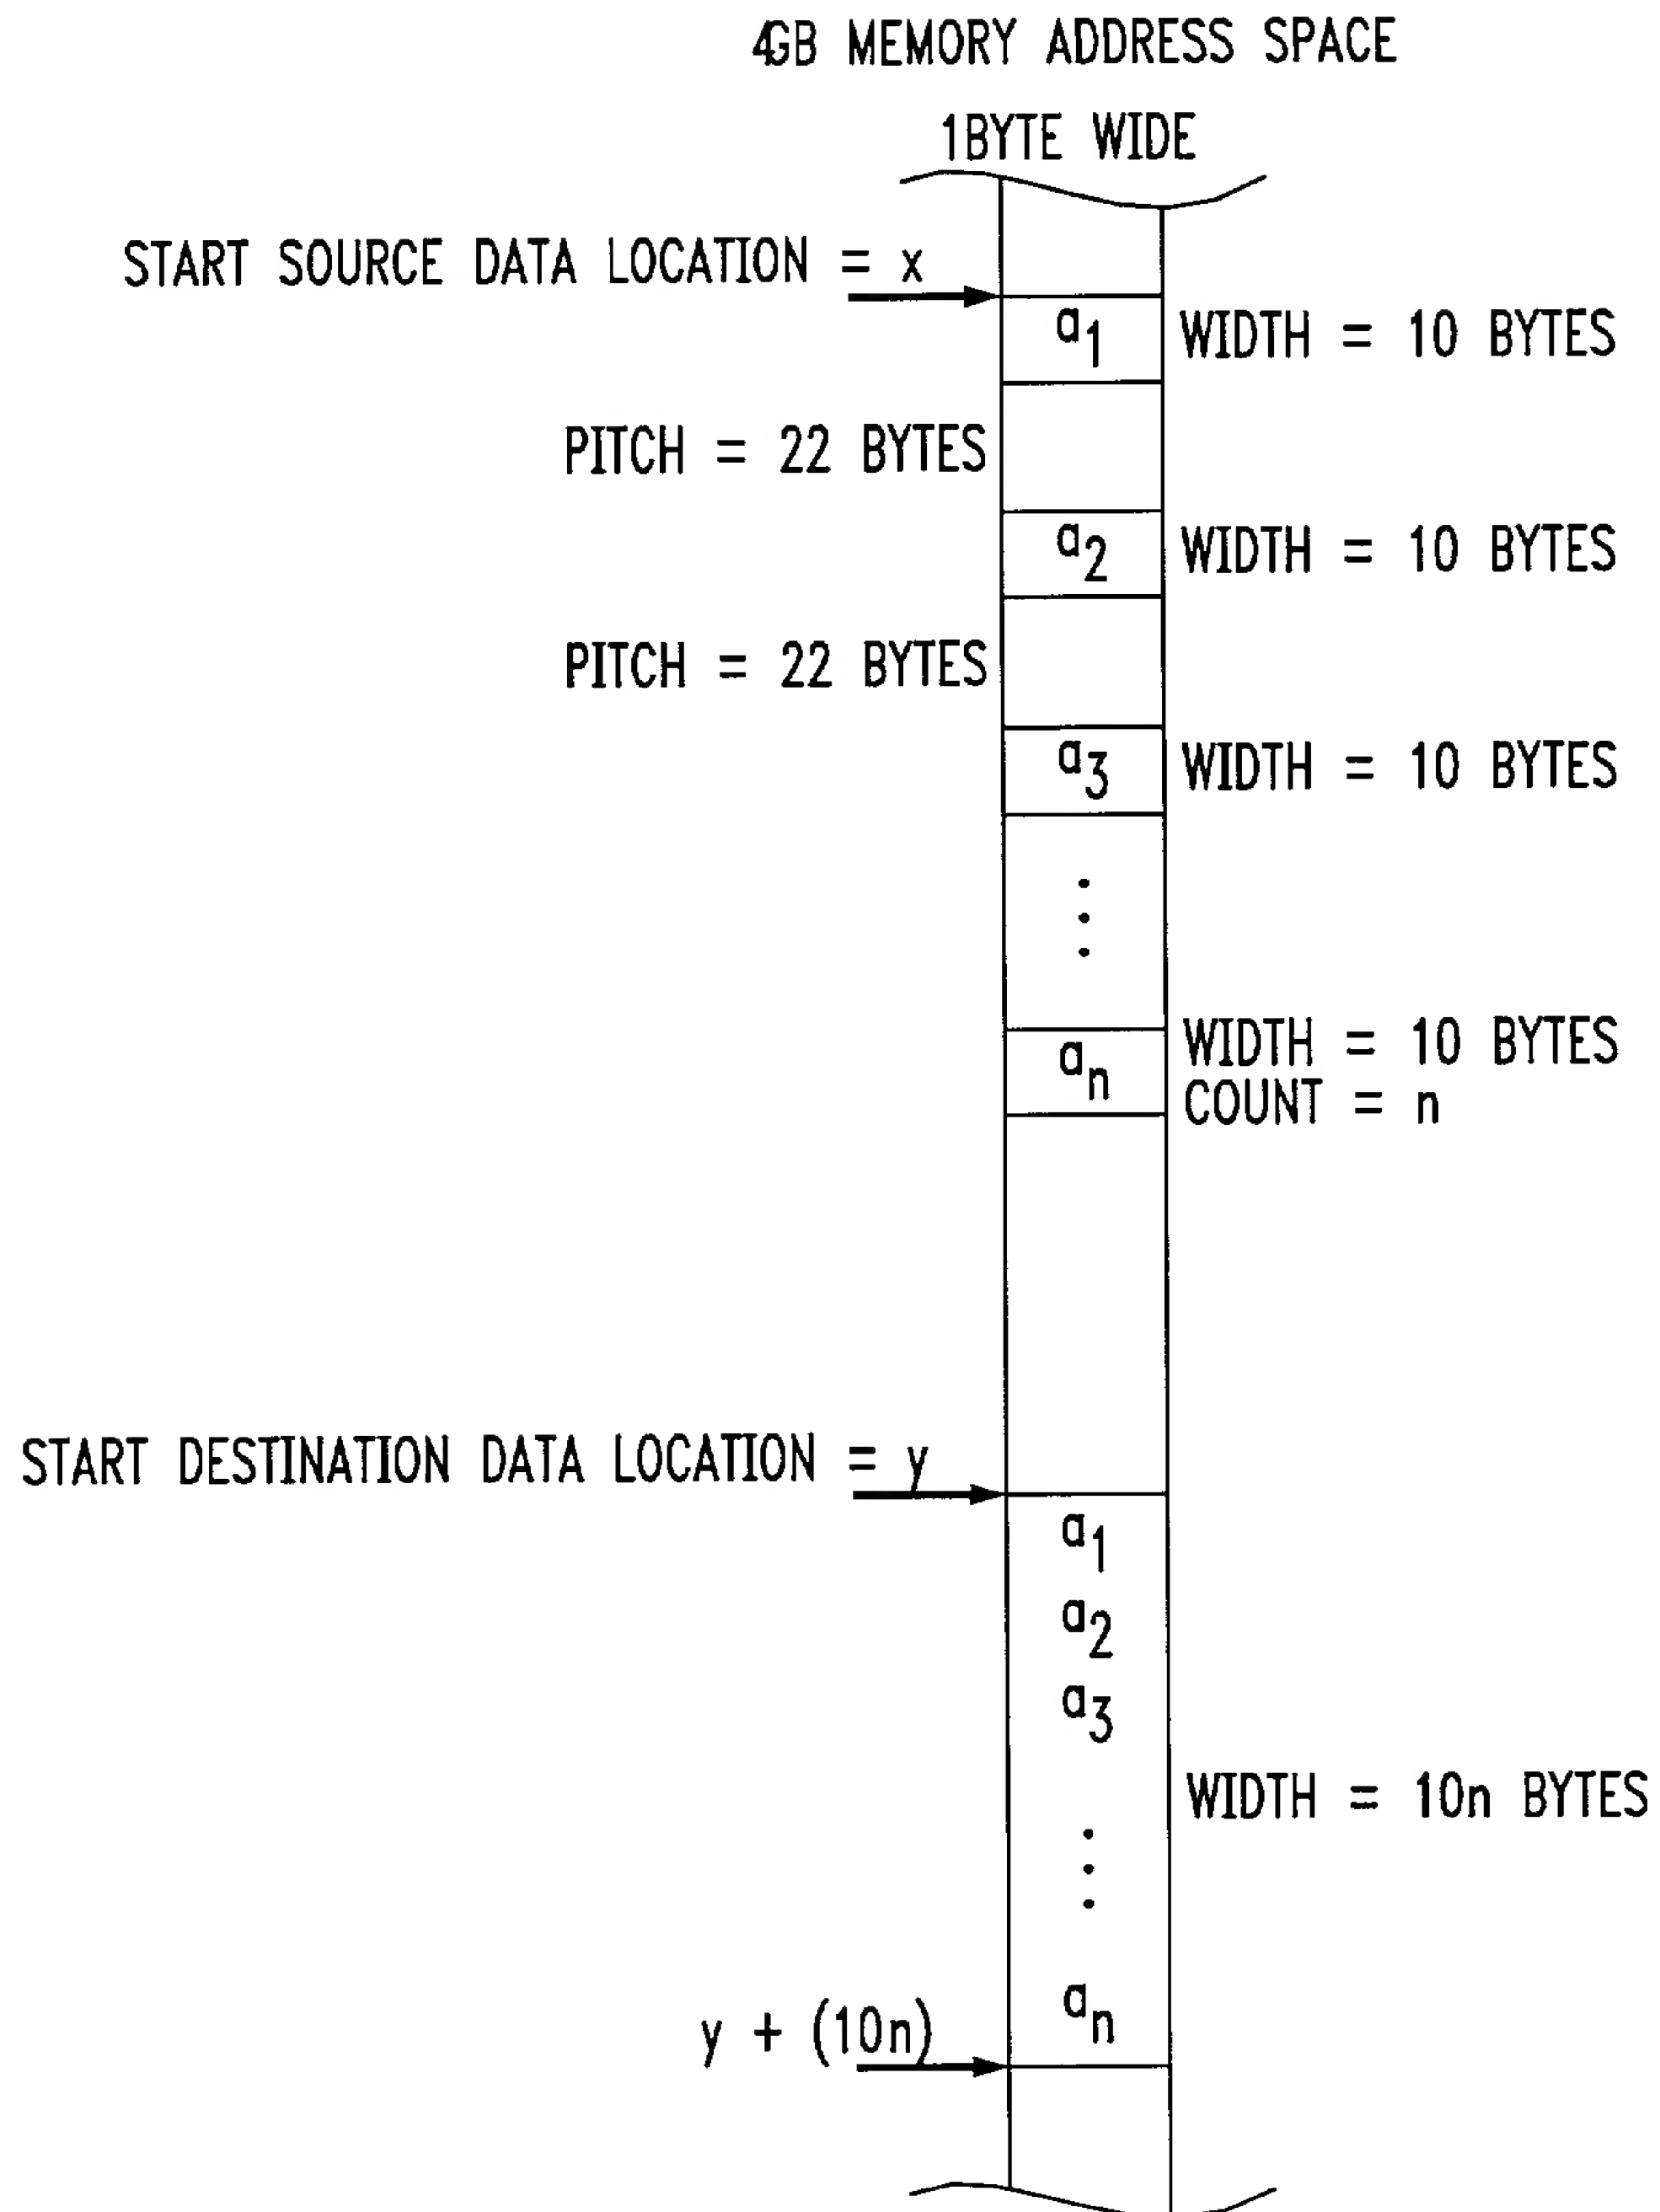 4GB MEMORY ADDRESS SPACE
1BYTE WIDE
START SOURCE DATA LOCATION = x
a1 WIDTH = 10 BYTES
PITCH = 22 BYTES
a2 WIDTH = 10 BYTES
PITCH = 22 BYTES
a3 WIDTH = 10 BYTES
an WIDTH = 10 BYTES
COUNT = n
START DESTINATION DATA LOCATION = y
a1
a2
a3
WIDTH = 10n BYTES
an
y + (10n)